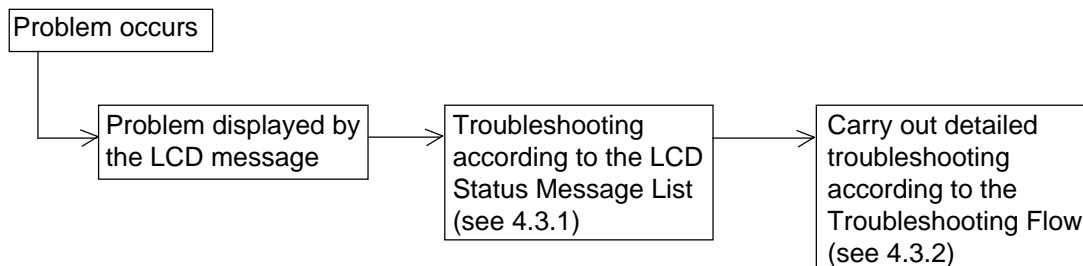 Problem occurs
Problem displayed by
the LCD message
Troubleshooting
according to the LCD
Status Message List
(see 4.3.1)
Carry out detailed
troubleshooting
according to the
Troubleshooting Flow
(see 4.3.2)